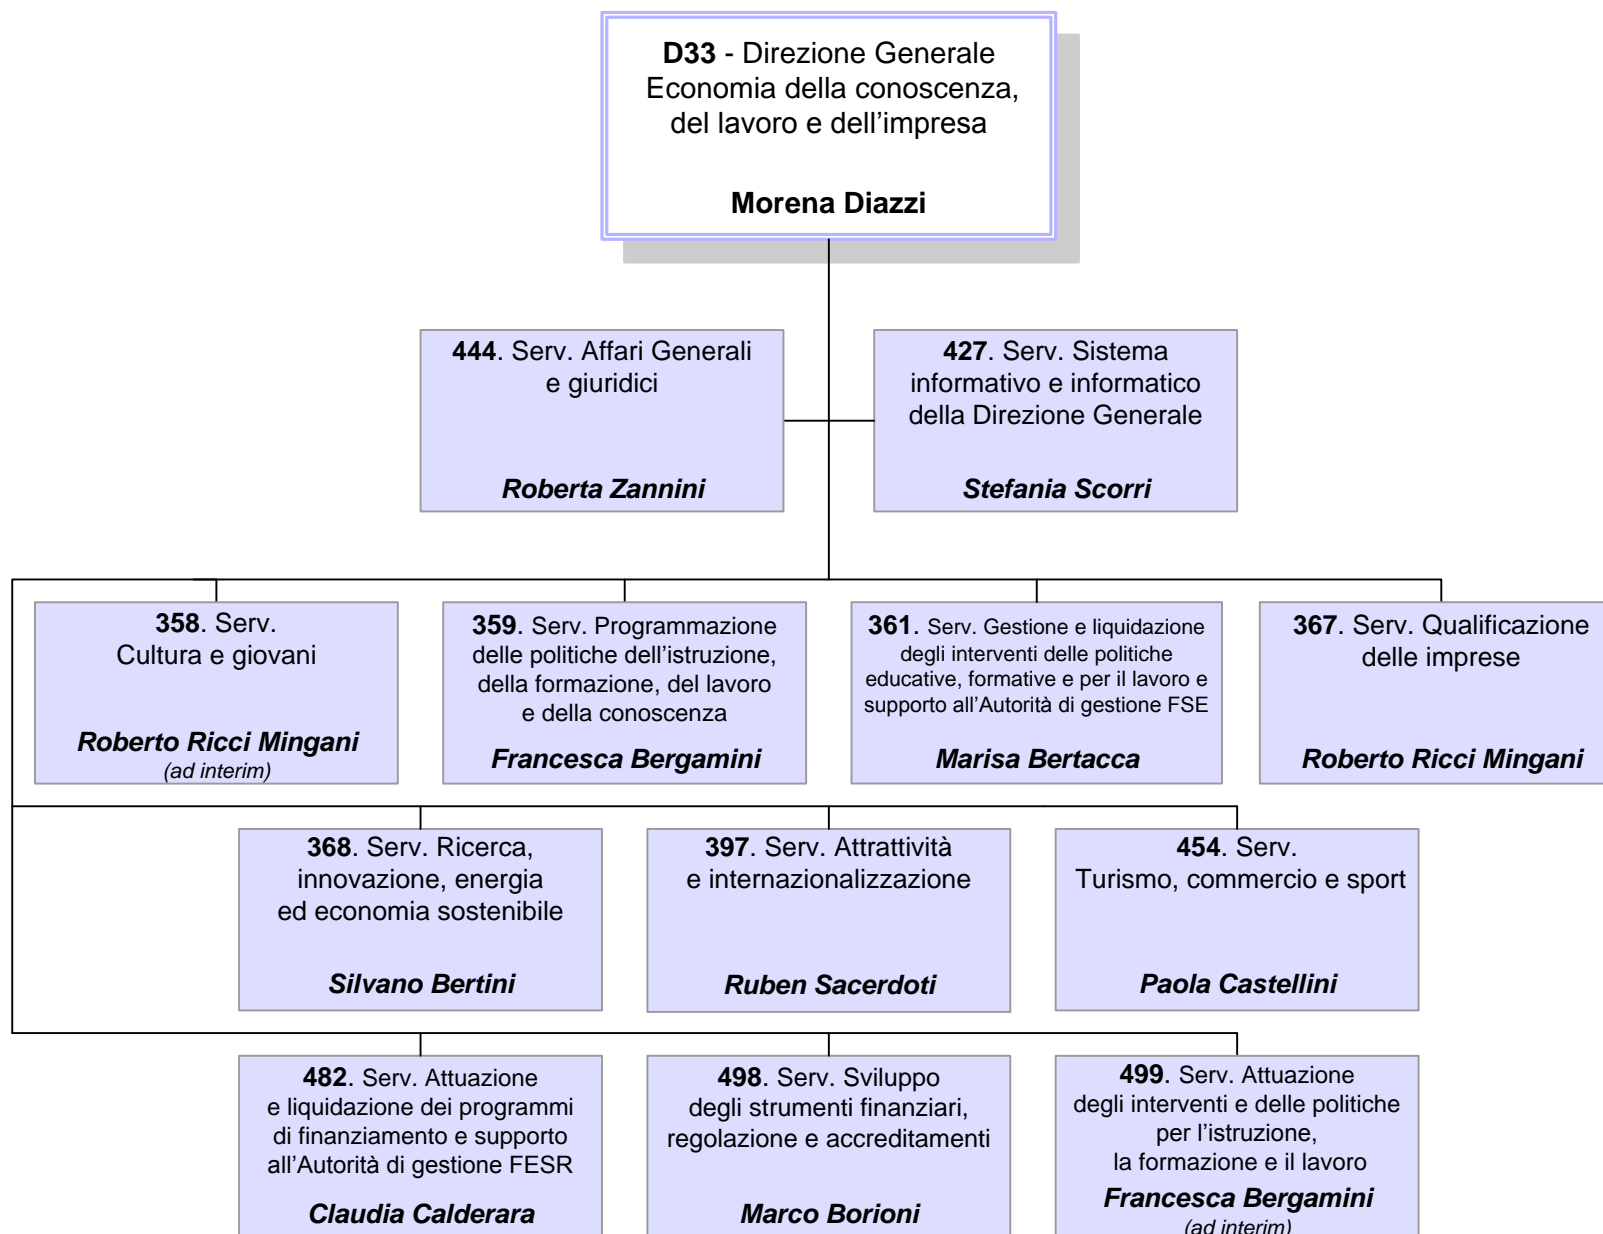 D33 - Direzione Generale
Economia della conoscenza,
del lavoro e dell'impresa
Morena Diazzi
444. Serv. Affari Generali
e giuridici
Roberta Zannini
427. Serv. Sistema
informativo e informatico
della Direzione Generale
Stefania Scorri
358. Serv.
Cultura e giovani
Roberto Ricci Mingani
(ad interim)
359. Serv. Programmazione
delle politiche dell'istruzione,
della formazione, del lavoro
e della conoscenza
Francesca Bergamini
361. Serv. Gestione e liquidazione
degli interventi delle politiche
educative, formative e per il lavoro e
supporto all'Autorità di gestione FSE
Marisa Bertacca
367. Serv. Qualificazione
delle imprese
Roberto Ricci Mingani
368. Serv. Ricerca,
innovazione, energia
ed economia sostenibile
Silvano Bertini
397. Serv. Attrattività
e internazionalizzazione
Ruben Sacerdoti
454. Serv.
Turismo, commercio e sport
Paola Castellini
482. Serv. Attuazione
e liquidazione dei programmi
di finanziamento e supporto
all'Autorità di gestione FESR
Claudia Calderara
498. Serv. Sviluppo
degli strumenti finanziari,
regolazione e accreditamenti
Marco Borioni
499. Serv. Attuazione
degli interventi e delle politiche
per l'istruzione,
la formazione e il lavoro
Francesca Bergamini
(ad interim)